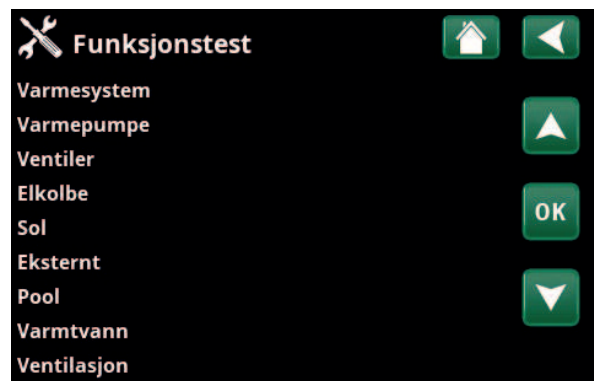 Funksjonstest
Varmesystem
Varmepumpe
Ventiler
Elkolbe
OK
Sol
Eksternt
Pool
Varmtvann
Ventilasjon